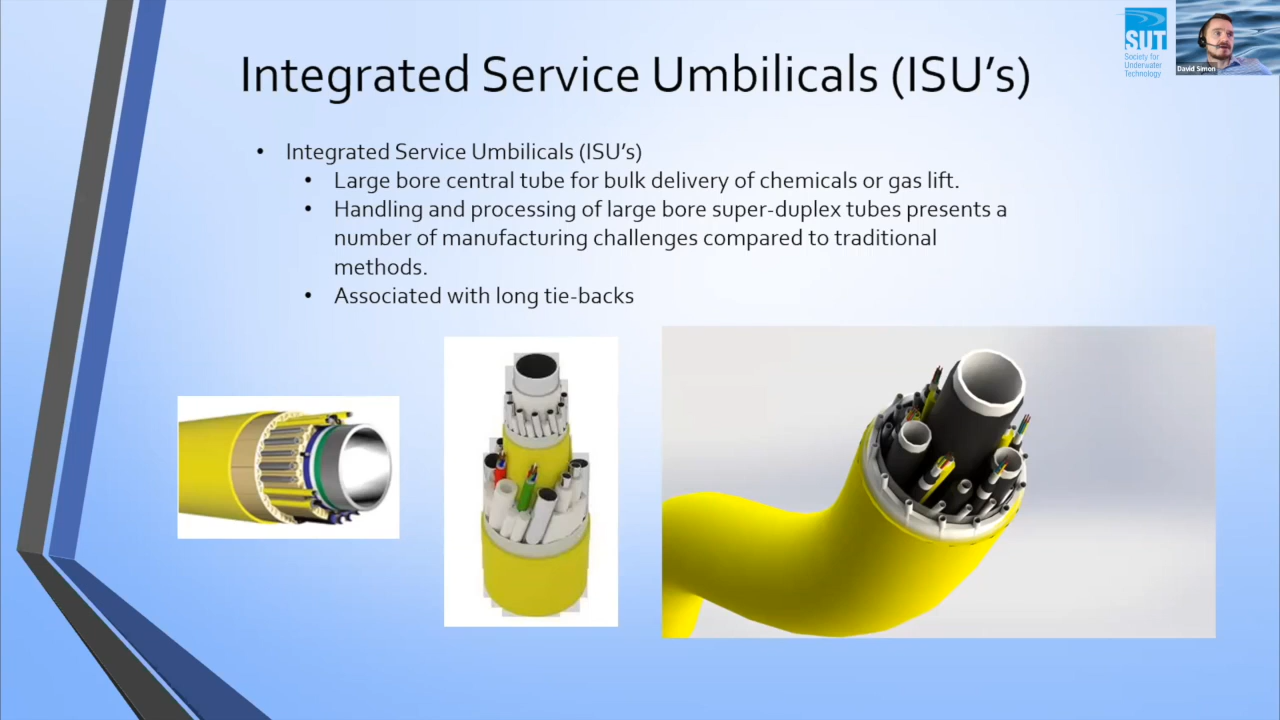 Integrated Service Umbilicals (ISU’s)
SUT
Society for
Underwater
Technology
David Simon
• Integrated Service Umbilicals (ISU’s)
• Large bore central tube for bulk delivery of chemicals or gas lift.
• Handling and processing of large bore super-duplex tubes presents a
number of manufacturing challenges compared to traditional
methods.
• Associated with long tie-backs